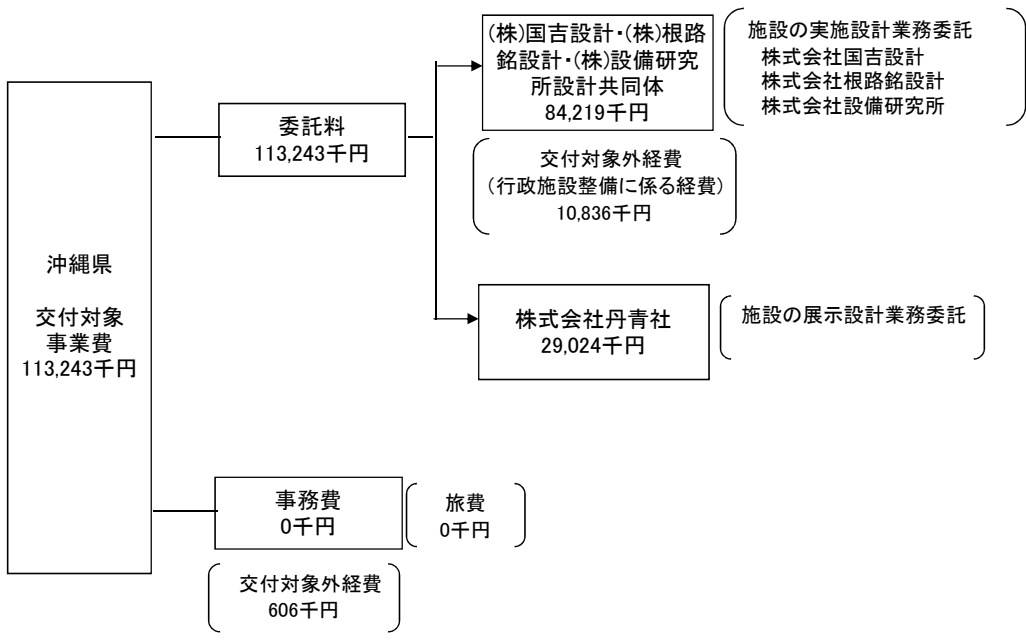 沖縄県
交付対象
事業費
113,243千円
委託料
113,243千円
(株)国吉設計・(株)根路
銘設計・(株)設備研究
所設計共同体
84,219千円
施設の実施設計業務委託
株式会社国吉設計
株式会社根路銘設計
株式会社設備研究所
交付対象外経費
(行政施設整備に係る経費)
10,836千円
株式会社丹青社
29,024千円
施設の展示設計業務委託
事務費
0千円
旅費
0千円
交付対象外経費
606千円